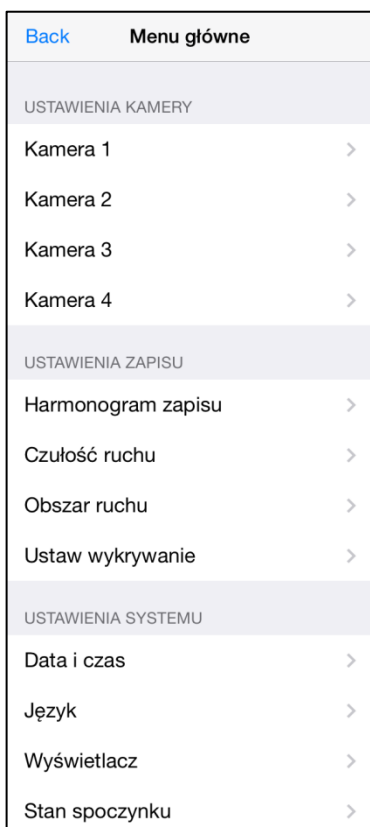 Back Menu główne
USTAWIENIA KAMERY
Kamera 1
Kamera 2
Kamera 3
Kamera 4
USTAWIENIA ZAPISU
Harmonogram zapisu
Czułość ruchu
Obszar ruchu
Ustaw wykrywanie
USTAWIENIA SYSTEMU
Data i czas
Język
Wyświetlacz
Stan spoczynku